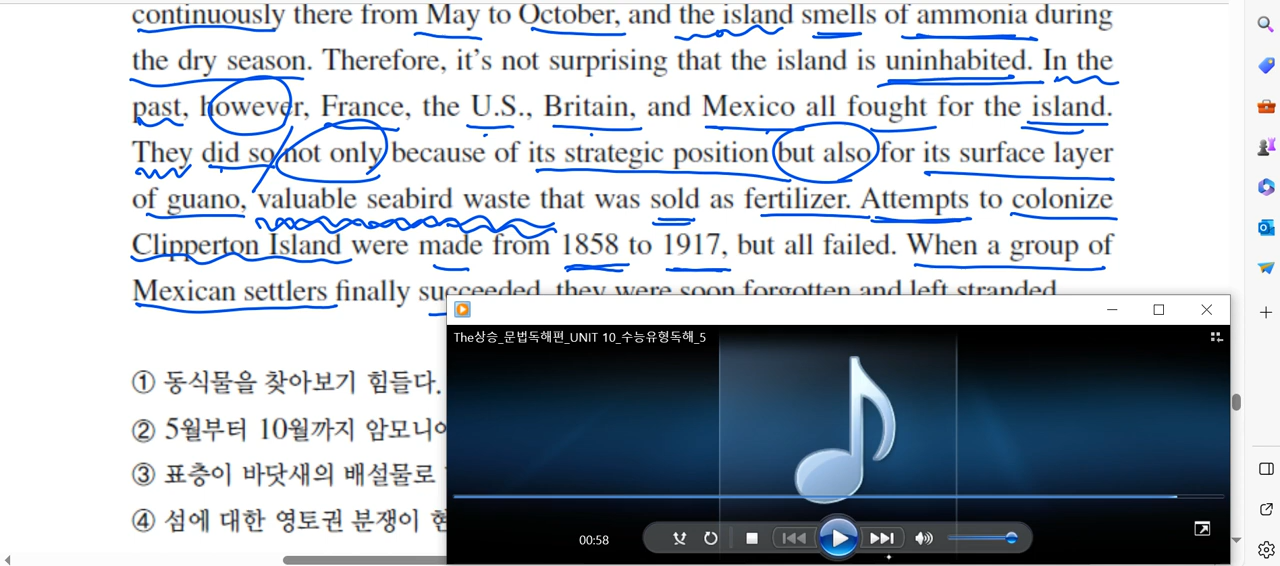 continuously there from May to October, and the island smells of ammonia during
the dry season. Therefore, it's not surprising that the island is uninhabited. In the
past, however, France, the U.S., Britain, and Mexico all fought for the island.
They did so not only because of its strategic position but also for its surface layer
of guano, valuable seabird waste that was sold as fertilizer. Attempts to colonize
Clipperton Island were made from 1858 to 1917, but all failed. When a group of
Mexican settlers finally succeeded, they were soon forgotten and left stranded.
The상승_문법독해편_UNIT 10_수능유형독해_5
① 동식물을 찾아보기 힘들다.
② 5월부터 10월까지 암모니아
③ 표층이 바닷새의 배설물로
④ 섬에 대한 영토권 분쟁이
00:58